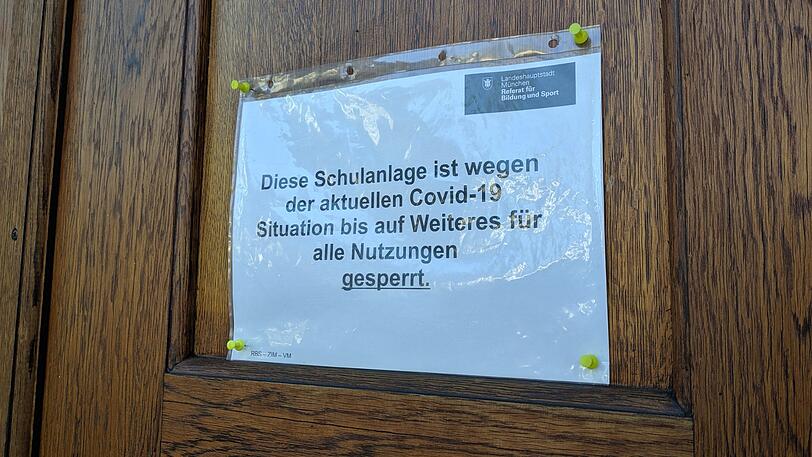 Landeshauptstadt
München
Referat für
Bildung und Sport
Diese Schulanlage ist wegen
der aktuellen Covid-19
Situation bis auf Weiteres für
alle Nutzungen
gesperrt.
RBS – ZIM – VM